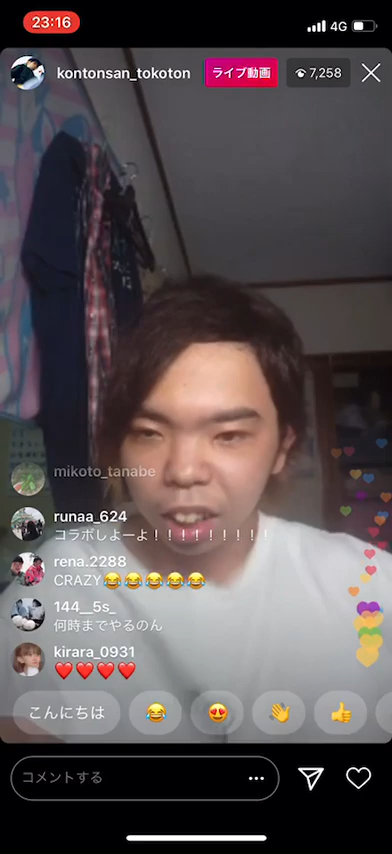 23:16
4G
kontonsan_tokoton
ライブ動画
7,258
mikoto_tanabe
runaa_624
コラボしよーよ！！！！！！！！！
rena.2288
CRAZY😂😂😂😂😂
144__5s_
何時までやるのん
kirara_0931
❤️❤️❤️❤️
こんにちは
コメントする